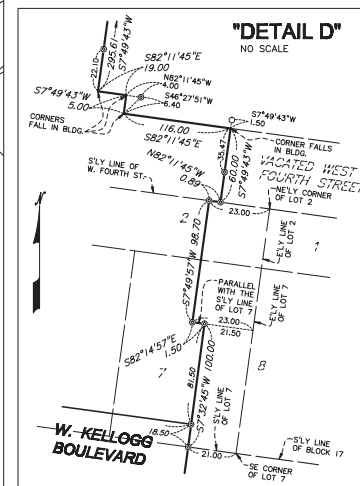 "DETAIL D"
NO SCALE
22.10
295.61
S7°49'43"W
S82°11'45"E
19.00
N82°11'45"W
4.00
S46°27'51"W
6.40
S7°49'43"W
5.00
CORNERS
FALL IN BLDG.
116.00
S82°11'45"E
S7°49'43"W
1.50
CORNER FALLS
IN BLDG.
35.47
60.00
S7°49'43"W
VACATED WEST
FOURTH STREET
N82°11'45"W
0.89
S'LY LINE OF
W. FOURTH ST.
NE'LY CORNER
OF LOT 2
23.00
2
1
98.70
S7°49'57"W
E'LY LINE
OF LOT 2
PARALLEL
WITH THE
S'LY LINE
OF LOT 7
E'LY LINE
OF LOT 7
23.00
21.50
S82°14'57"E
1.50
100.00
S7°32'45"W
7
8
81.50
S'LY LINE
OF LOT 7
W. KELLOGG
BOULEVARD
18.50
21.00
S'LY LINE
OF BLOCK 17
SE CORNER
OF LOT 7